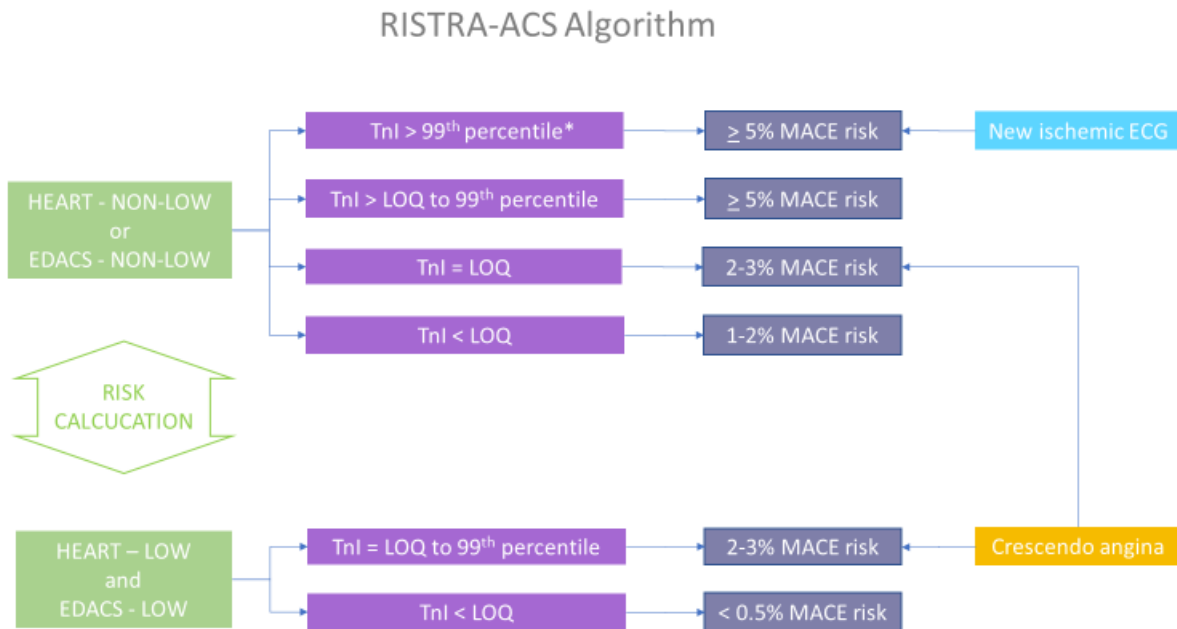 RISTRA-ACS Algorithm
TnI > 99th percentile*
≥ 5% MACE risk
New ischemic ECG
HEART - NON-LOW
or
EDACS - NON-LOW
TnI > LOQ to 99th percentile
≥ 5% MACE risk
TnI = LOQ
2-3% MACE risk
TnI < LOQ
1-2% MACE risk
RISK
CALCUCATION
HEART – LOW
and
EDACS - LOW
TnI = LOQ to 99th percentile
2-3% MACE risk
Crescendo angina
TnI < LOQ
< 0.5% MACE risk